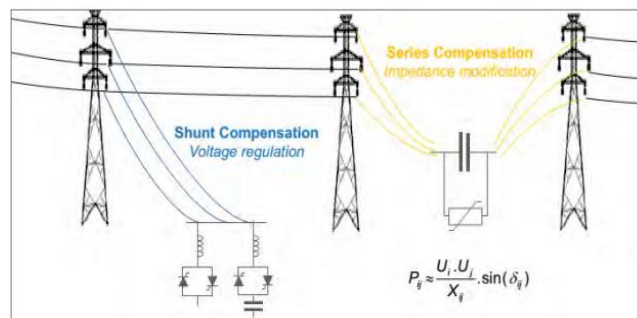 Series Compensation
Impedance modification
Shunt Compensation
Voltage regulation
P_ij ≈ U_i . U_j / X_ij . sin(δ_ij)